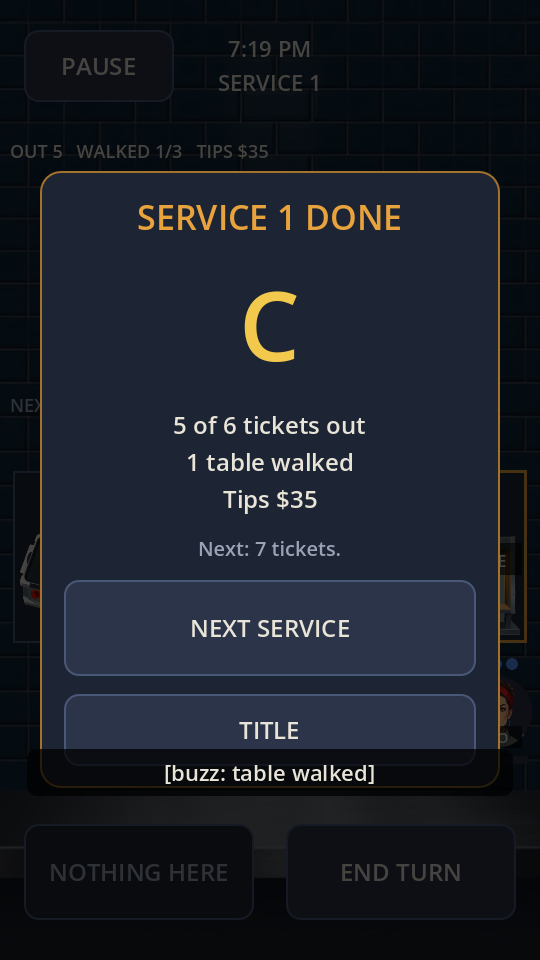 PAUSE
7:19 PM
SERVICE 1
OUT 5 WALKED 1/3 TIPS $35
SERVICE 1 DONE
C
5 of 6 tickets out
1 table walked
Tips $35
Next: 7 tickets.
NEXT SERVICE
TITLE
[buzz: table walked]
NOTHING HERE
END TURN